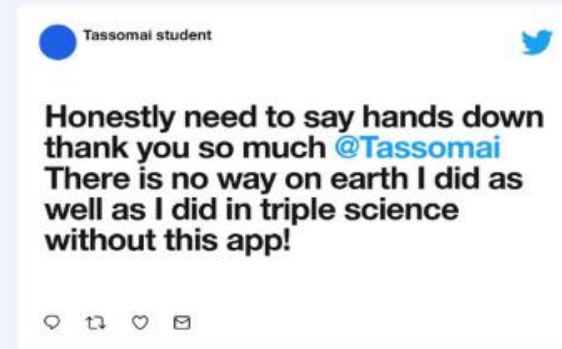 Tassomai student
Honestly need to say hands down
thank you so much @Tassomai
There is no way on earth I did as
well as I did in triple science
without this app!